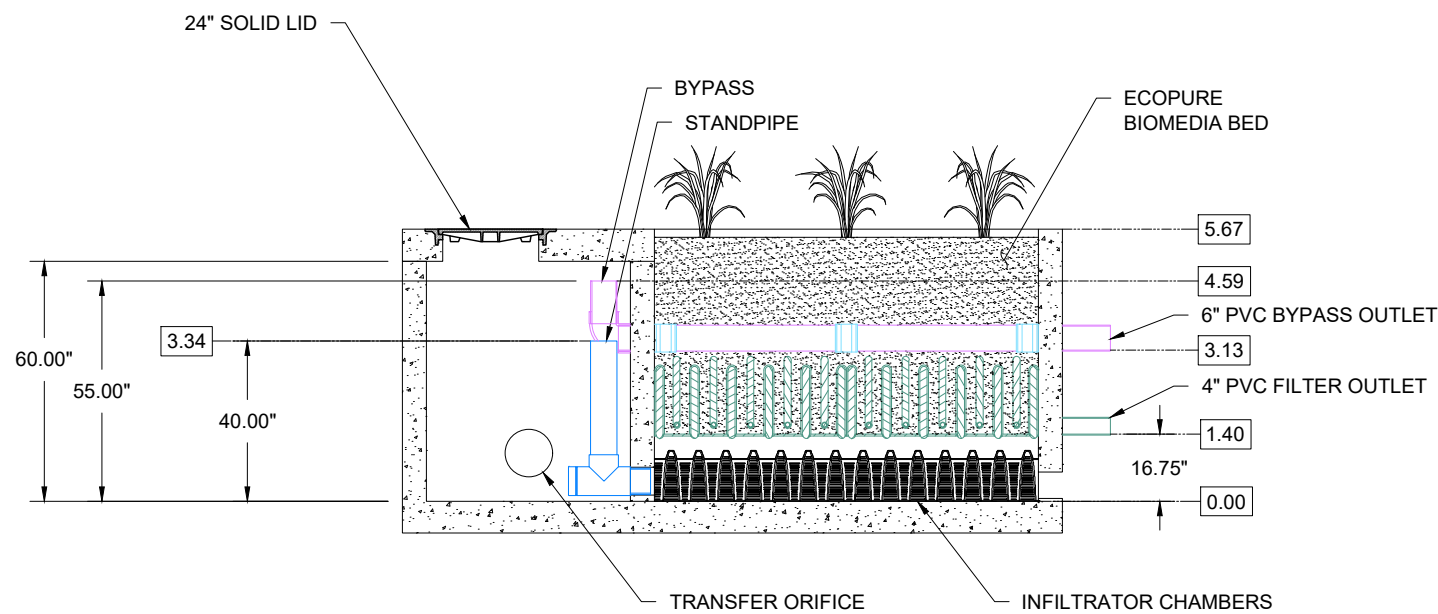 24" SOLID LID
BYPASS
STANDPIPE
ECOPURE
BIOMEDIA BED
5.67
4.59
6" PVC BYPASS OUTLET
3.34
3.13
60.00"
55.00"
4" PVC FILTER OUTLET
40.00"
1.40
16.75"
0.00
TRANSFER ORIFICE
INFILTRATOR CHAMBERS